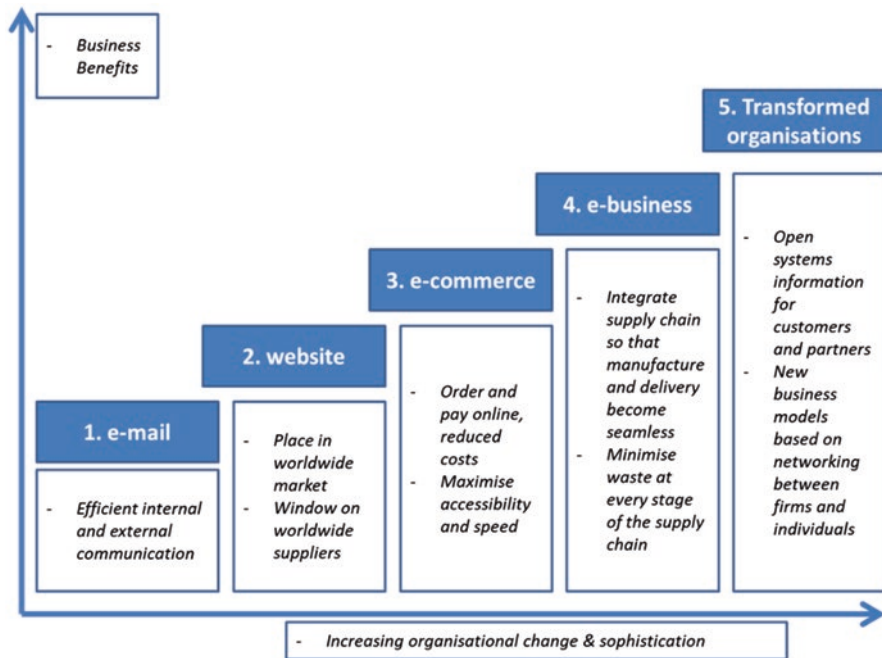 - Business
Benefits
5. Transformed
organisations
4. e-business
3. e-commerce
2. website
1. e-mail
- Efficient internal
and external
communication
- Place in
worldwide
market
- Window on
worldwide
suppliers
- Order and
pay online,
reduced
costs
- Maximise
accessibility
and speed
- Integrate
supply chain
so that
manufacture
and delivery
become
seamless
- Minimise
waste at
every stage
of the supply
chain
- Open
systems
information
for
customers
and partners
- New
business
models
based on
networking
between
firms and
individuals
- Increasing organisational change & sophistication